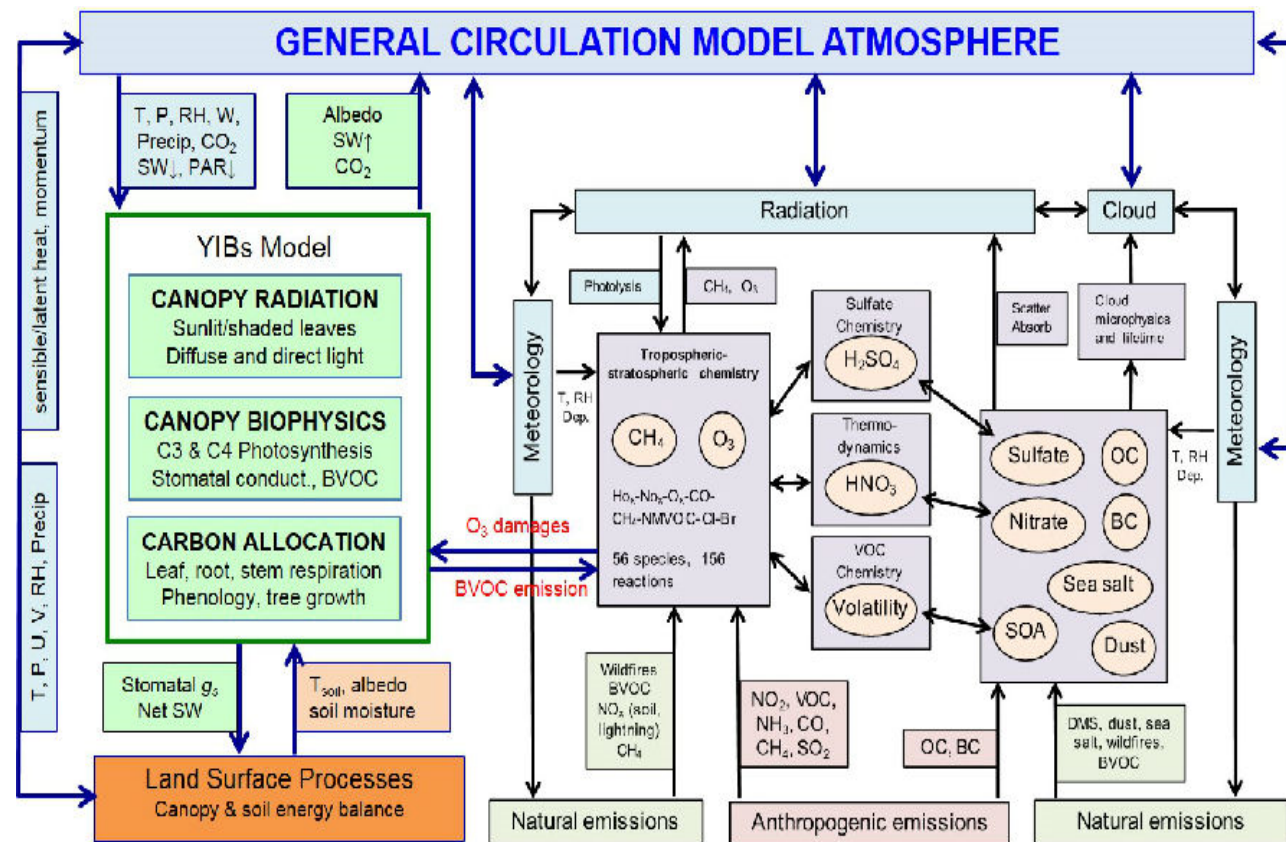 GENERAL CIRCULATION MODEL ATMOSPHERE
sensible/latent heat, momentum
T, P, U, V, RH, Precip
T, P, RH, W,
Precip, CO₂
SW↓, PAR↓
Albedo
SW↑
CO₂
YIBs Model
CANOPY RADIATION
Sunlit/shaded leaves
Diffuse and direct light
CANOPY BIOPHYSICS
C3 & C4 Photosynthesis
Stomatal conduct., BVOC
CARBON ALLOCATION
Leaf, root, stem respiration
Phenology, tree growth
Stomatal gₛ
Net SW
Tsoil, albedo
soil moisture
Land Surface Processes
Canopy & soil energy balance
O₃ damages
BVOC emission
Radiation
Cloud
Meteorology
T, RH
Dep.
Photolysis
CH₄, O₃
Tropospheric-
stratospheric chemistry
CH₄
O₃
Hoₓ-Noₓ-Oₓ-CO-
CH₄-NMVOC-Cl-Br
56 species, 156
reactions
Sulfate
Chemistry
H₂SO₄
Thermo-
dynamics
HNO₃
VOC
Chemistry
Volatility
Scatter
Absorb
Cloud
microphysics
and lifetime
Sulfate
OC
Nitrate
BC
Sea salt
SOA
Dust
T, RH
Dep.
Meteorology
Wildfires
BVOC
NOₓ (soil,
lightning)
CH₄
NO₂, VOC,
NH₃, CO,
CH₄, SO₂
OC, BC
DMS, dust, sea
salt, wildfires,
BVOC
Natural emissions
Anthropogenic emissions
Natural emissions